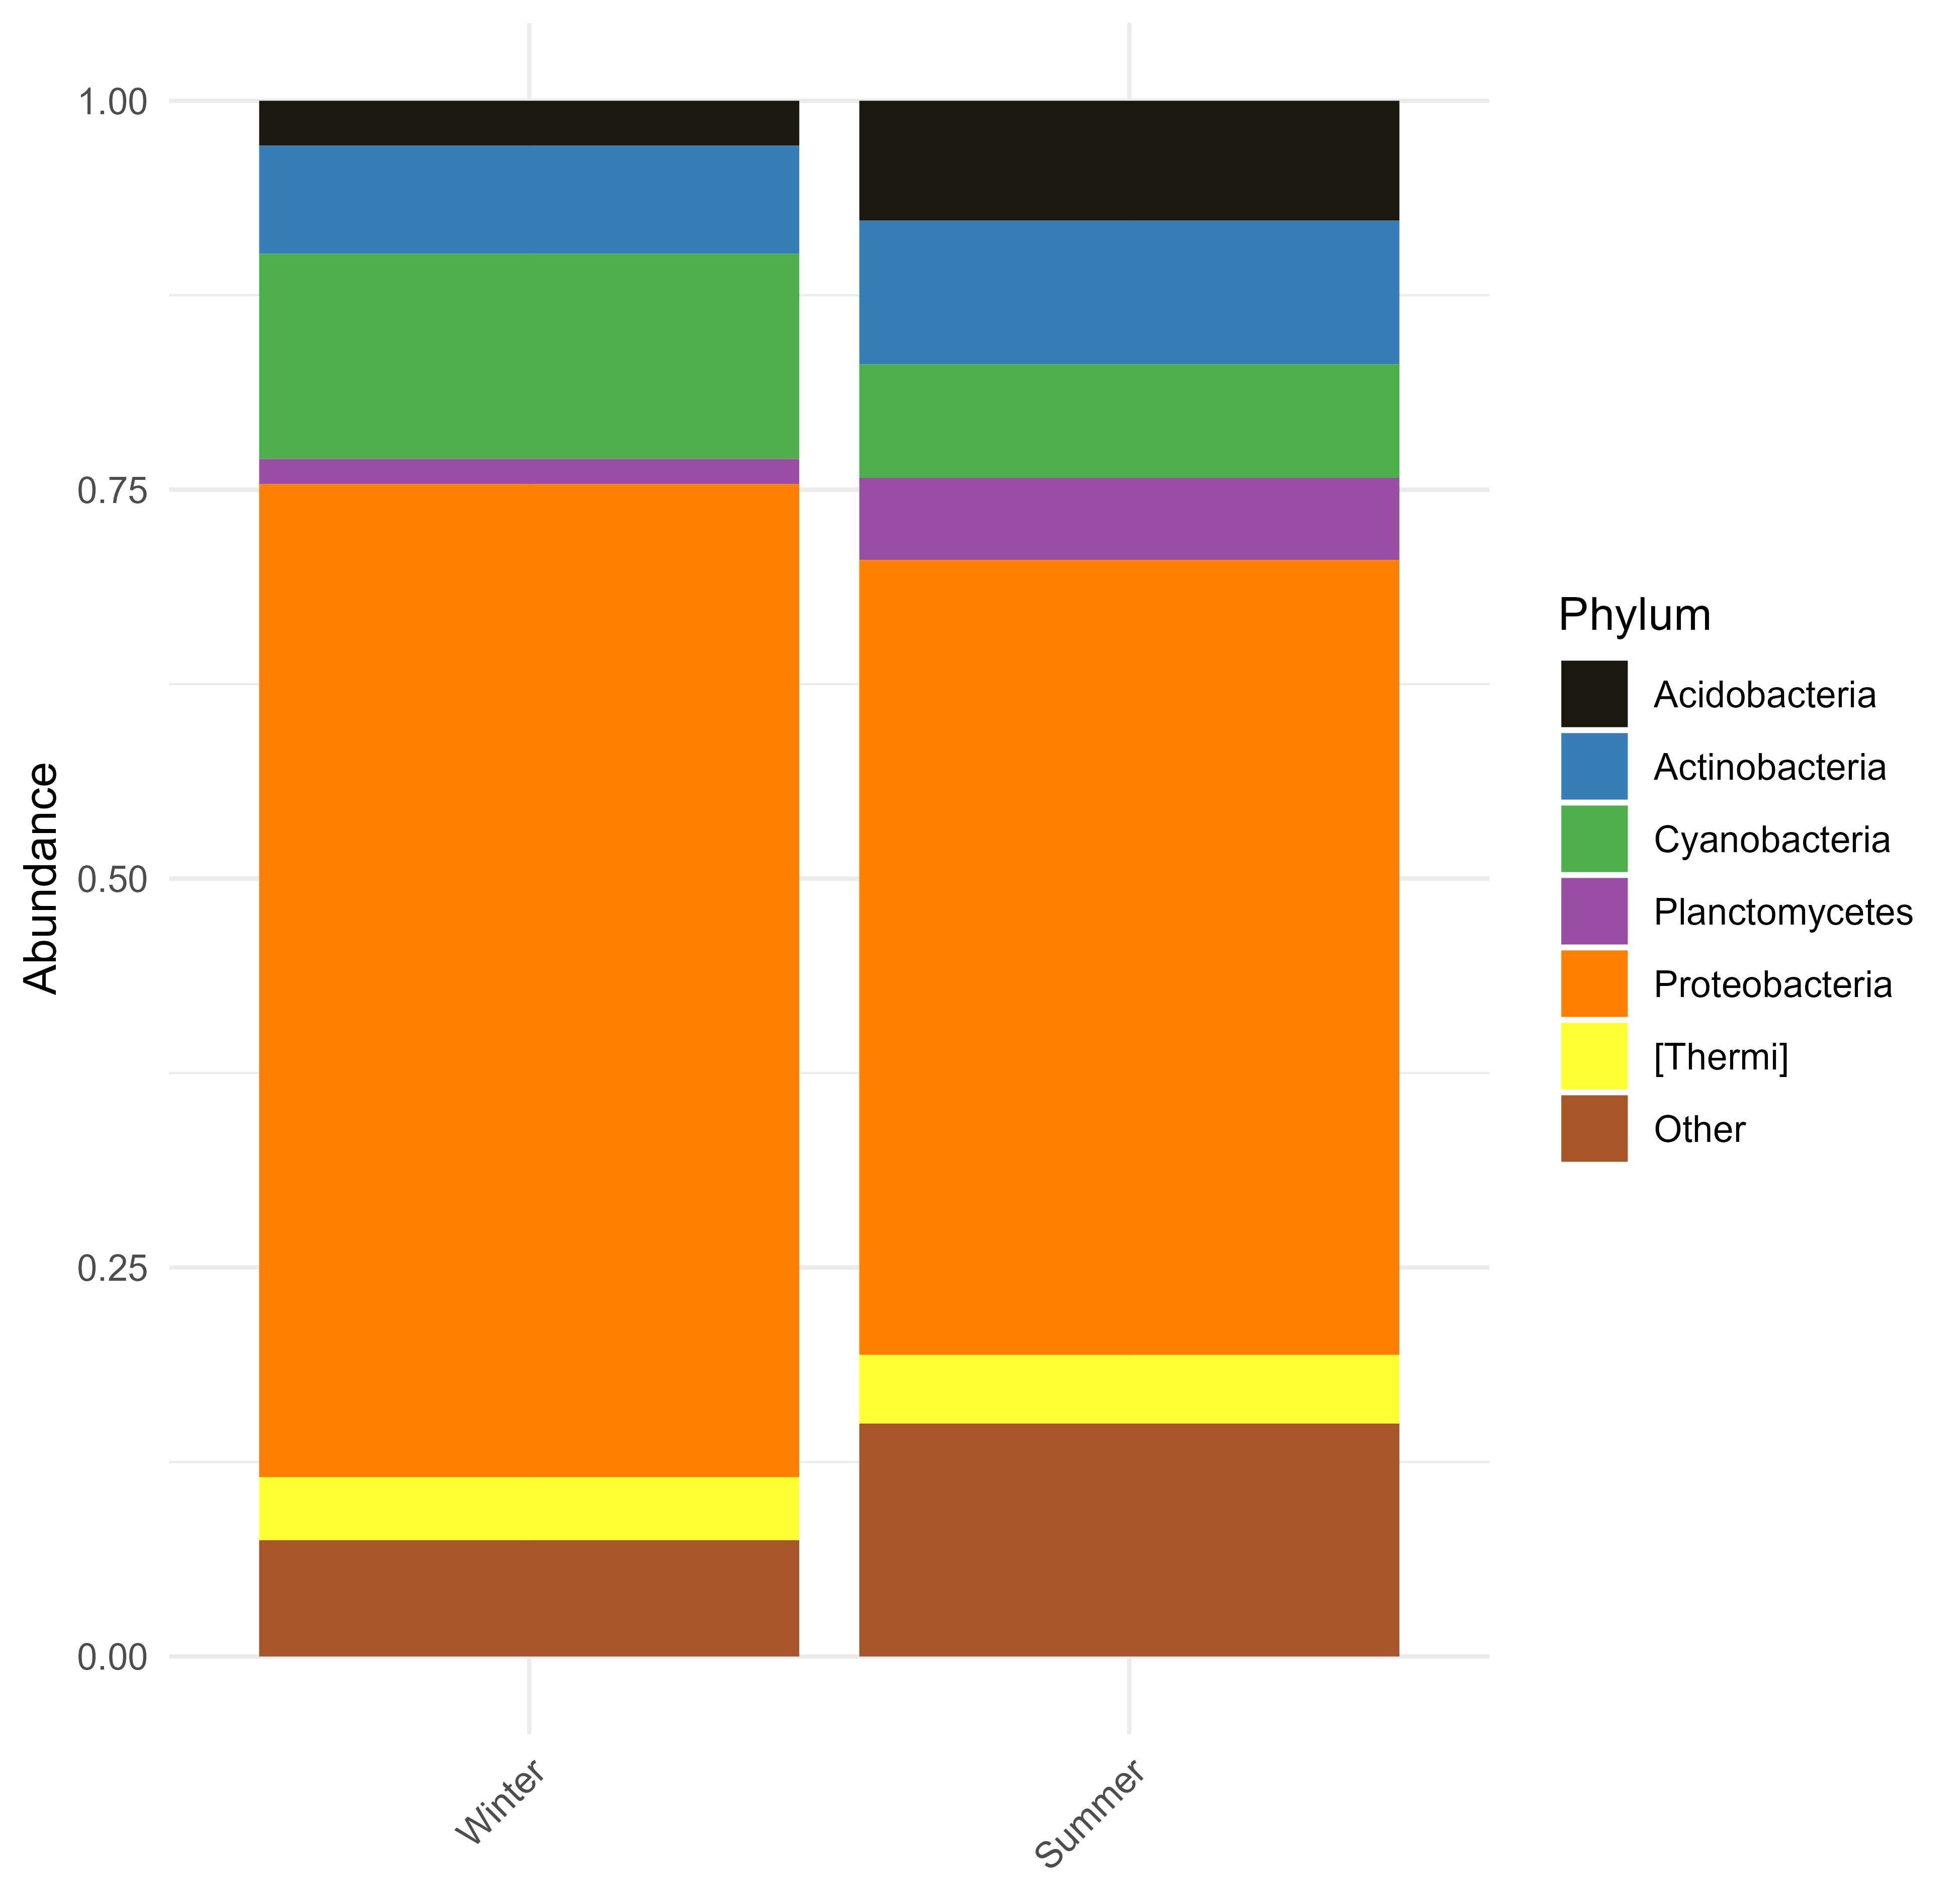 1.00
0.75
0.50
0.25
0.00
Abundance
Winter
Summer
Phylum
Acidobacteria
Actinobacteria
Cyanobacteria
Planctomycetes
Proteobacteria
[Thermi]
Other